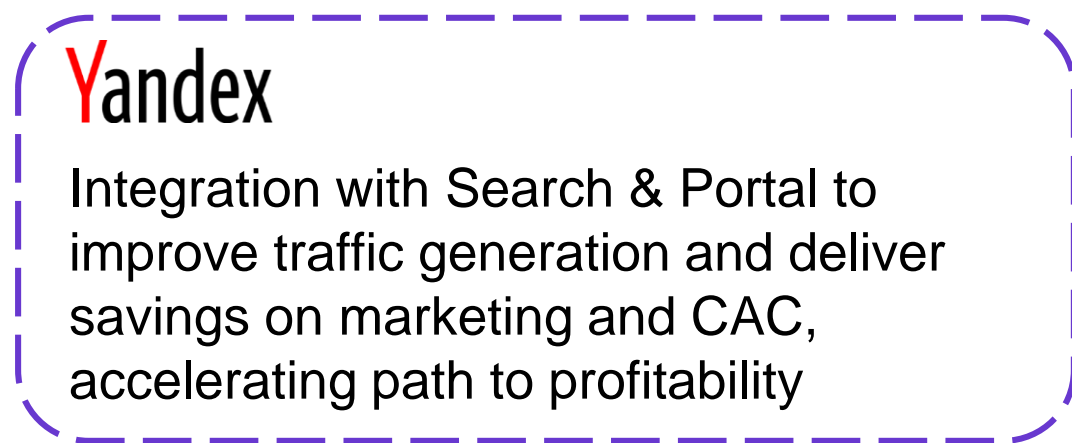 Yandex
Integration with Search & Portal to
improve traffic generation and deliver
savings on marketing and CAC,
accelerating path to profitability